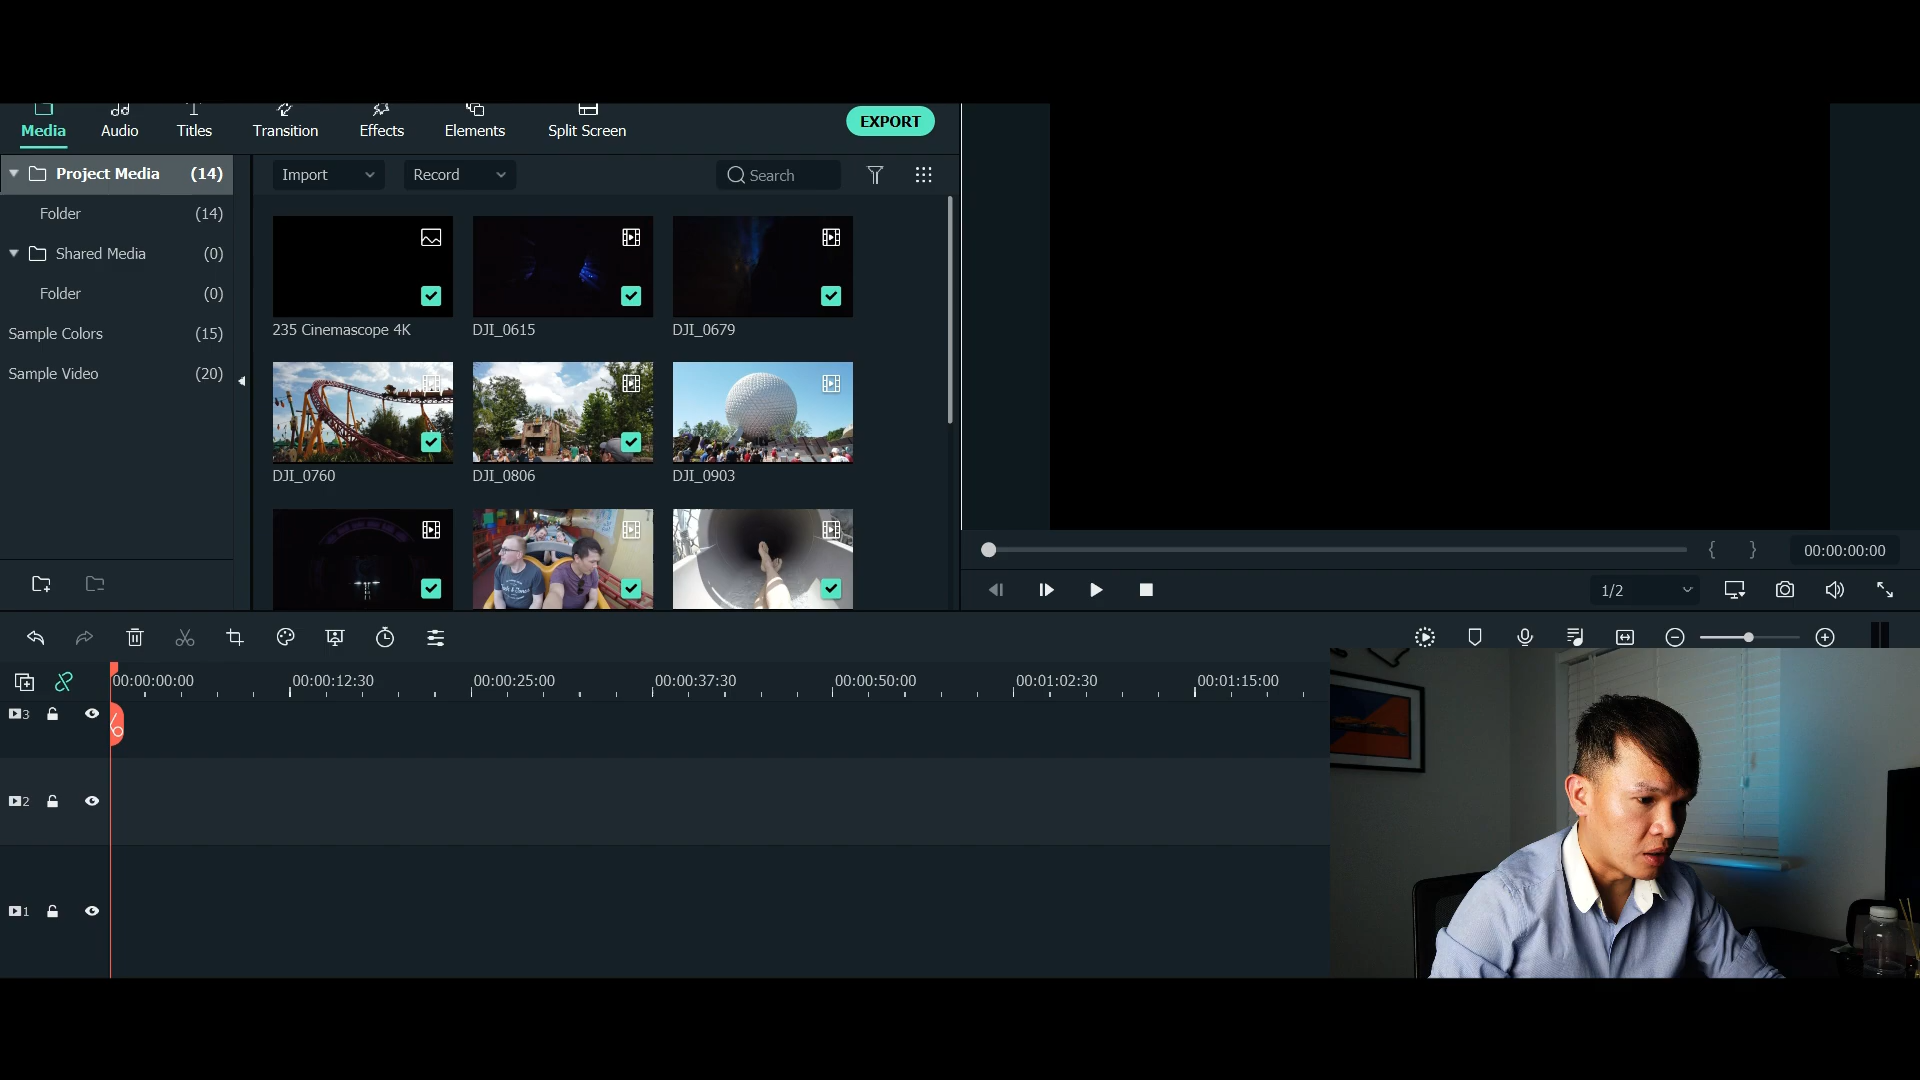 Media Audio Titles Transition Effects Elements Split Screen EXPORT
Project Media (14)
Import Record Search
Folder (14)
Shared Media (0)
Folder (0)
Sample Colors (15)
Sample Video (20)
235 Cinemascope 4K DJI_0615 DJI_0679
DJI_0760 DJI_0806 DJI_0903
{ } 00:00:00:00
1/2
00:00:00:00 00:00:12:30 00:00:25:00 00:00:37:30 00:00:50:00 00:01:02:30 00:01:15:00
3
2
1